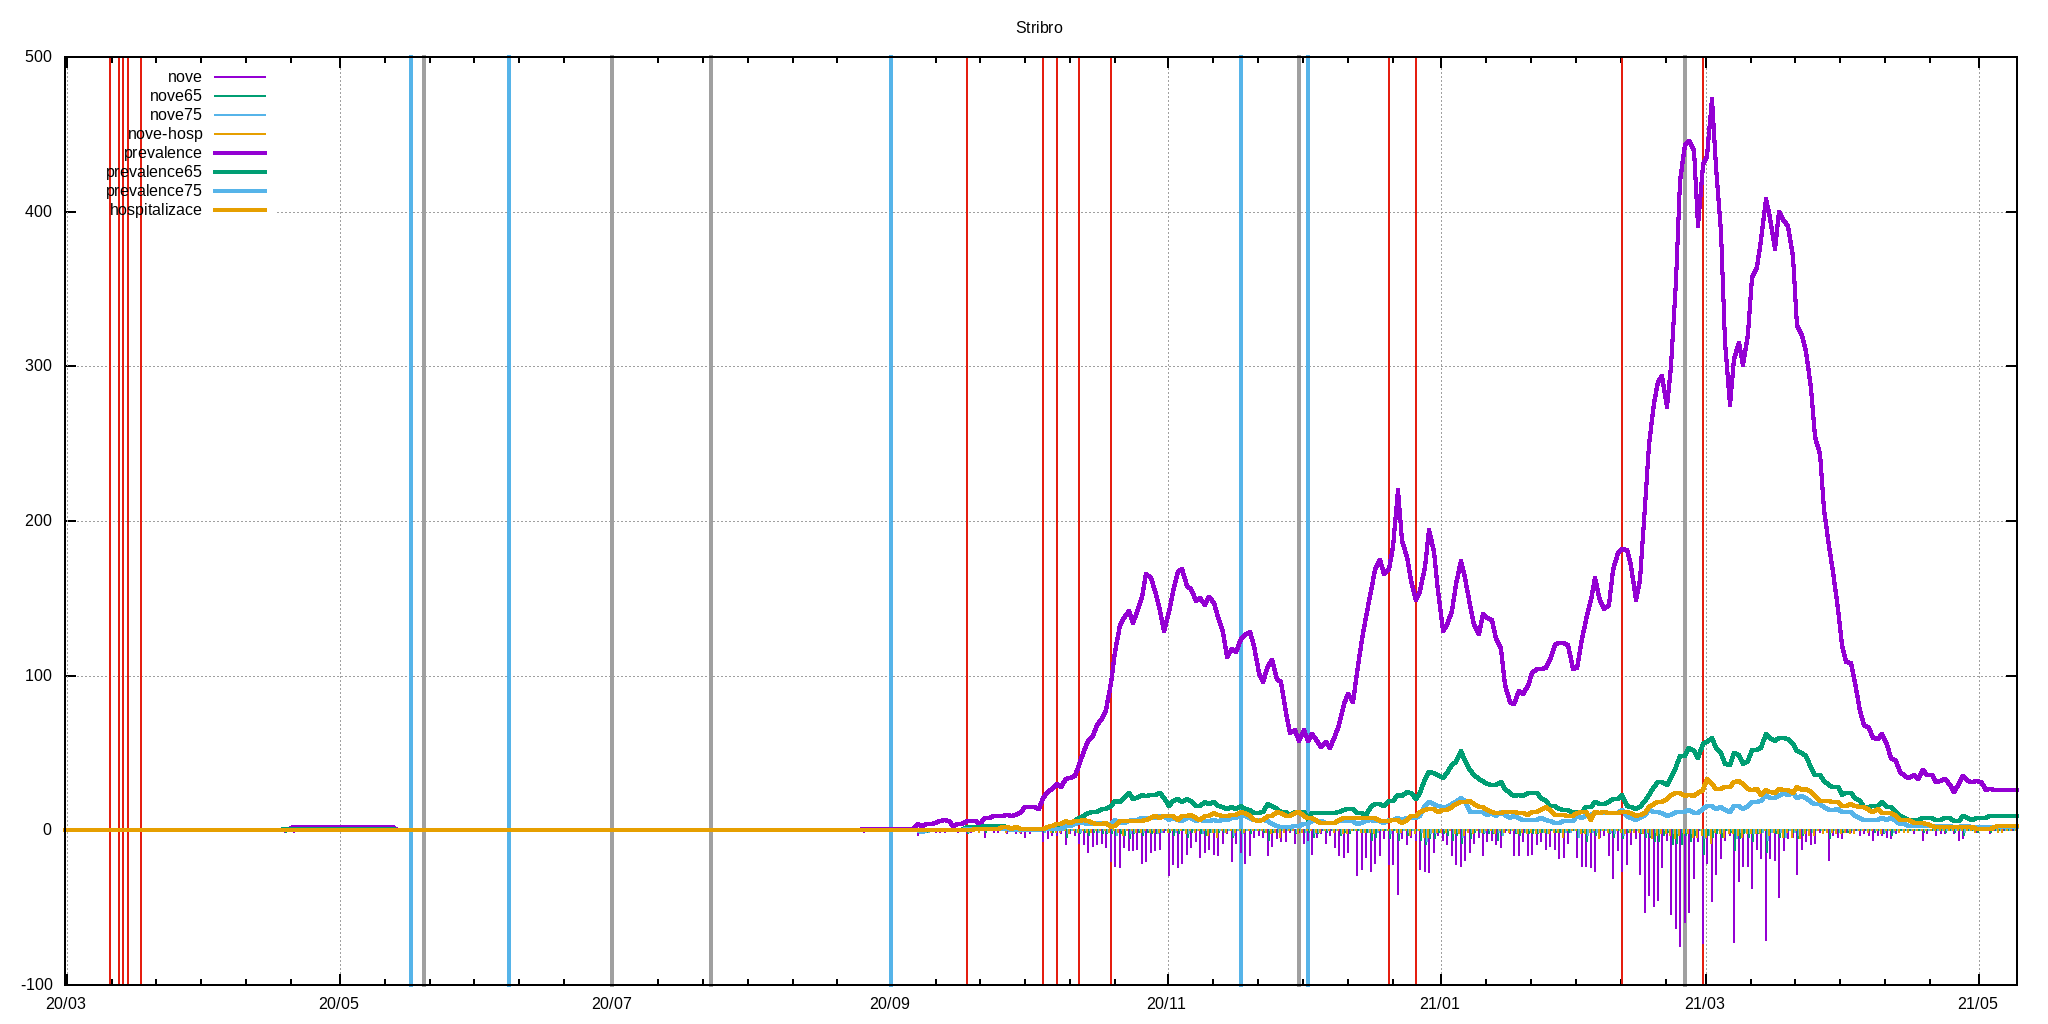 Stribro
500
nove
nove65
nove75
nove-hosp
prevalence
prevalence65
prevalence75
hospitalizace
400
300
200
100
0
-100
20/03 20/05 20/07 20/09 20/11 21/01 21/03 21/05